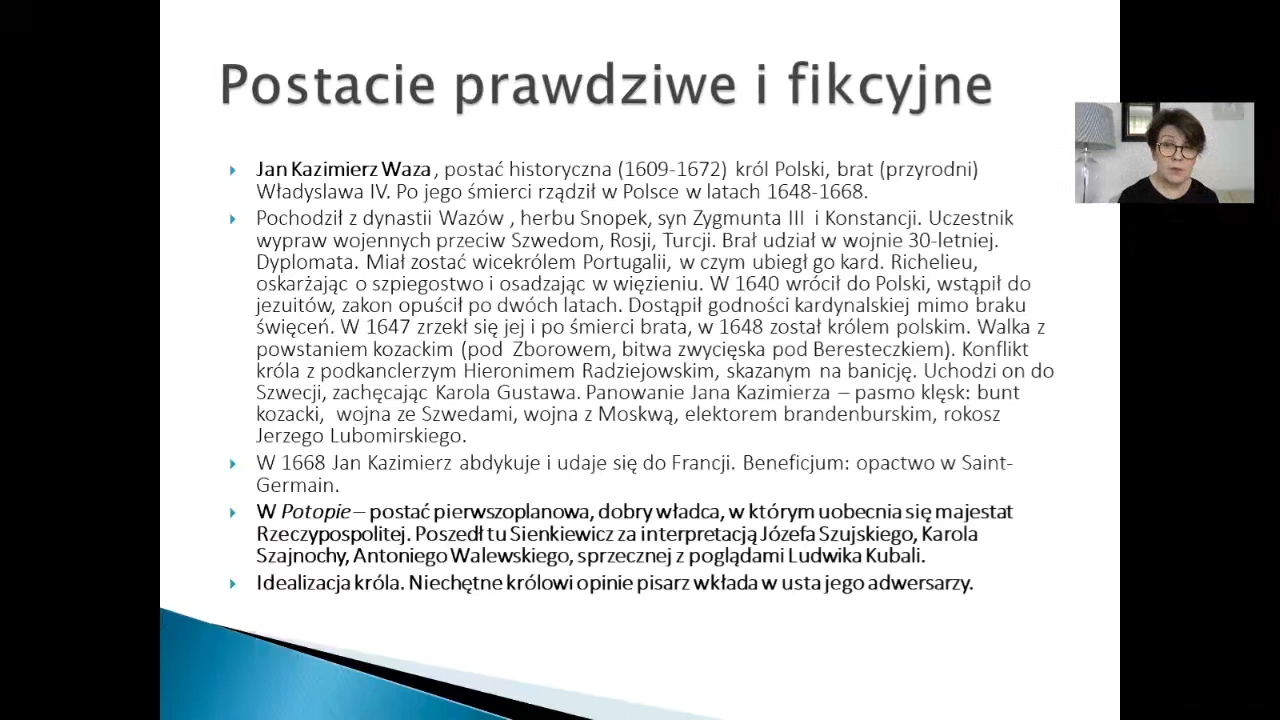 Postacie prawdziwe i fikcyjne
Jan Kazimierz Waza, postać historyczna (1609-1672) król Polski, brat (przyrodni)
Władyslawa IV. Po jego śmierci rządził w Polsce w latach 1648-1668.
Pochodził z dynastii Wazów , herbu Snopek, syn Zygmunta III i Konstancji. Uczestnik
wypraw wojennych przeciw Szwedom, Rosji, Turcji. Brał udział w wojnie 30-letniej.
Dyplomata. Miał zostać wicekrólem Portugalii, w czym ubiegł go kard. Richelieu,
oskarżając o szpiegostwo i osadzając w więzieniu. W 1640 wrócił do Polski, wstąpił do
jezuitów, zakon opuścił po dwóch latach. Dostąpił godności kardynalskiej mimo braku
święceń. W 1647 zrzekł się jej i po śmierci brata, w 1648 został królem polskim. Walka z
powstaniem kozackim (pod Zborowem, bitwa zwycięska pod Beresteczkiem). Konflikt
króla z podkanclerzym Hieronimem Radziejowskim, skazanym na banicję. Uchodzi on do
Szwecji, zachęcając Karola Gustawa. Panowanie Jana Kazimierza – pasmo klęsk: bunt
kozacki, wojna ze Szwedami, wojna z Moskwą, elektorem brandenburskim, rokosz
Jerzego Lubomirskiego.
W 1668 Jan Kazimierz abdykuje i udaje się do Francji. Beneficjum: opactwo w Saint-
Germain.
W Potopie – postać pierwszoplanowa, dobry władca, w którym uobecnia się majestat
Rzeczypospolitej. Poszedł tu Sienkiewicz za interpretacją Józefa Szujskiego, Karola
Szajnochy, Antoniego Walewskiego, sprzecznej z poglądami Ludwika Kubali.
Idealizacja króla. Niechętne królowi opinie pisarz wkłada w usta jego adwersarzy.